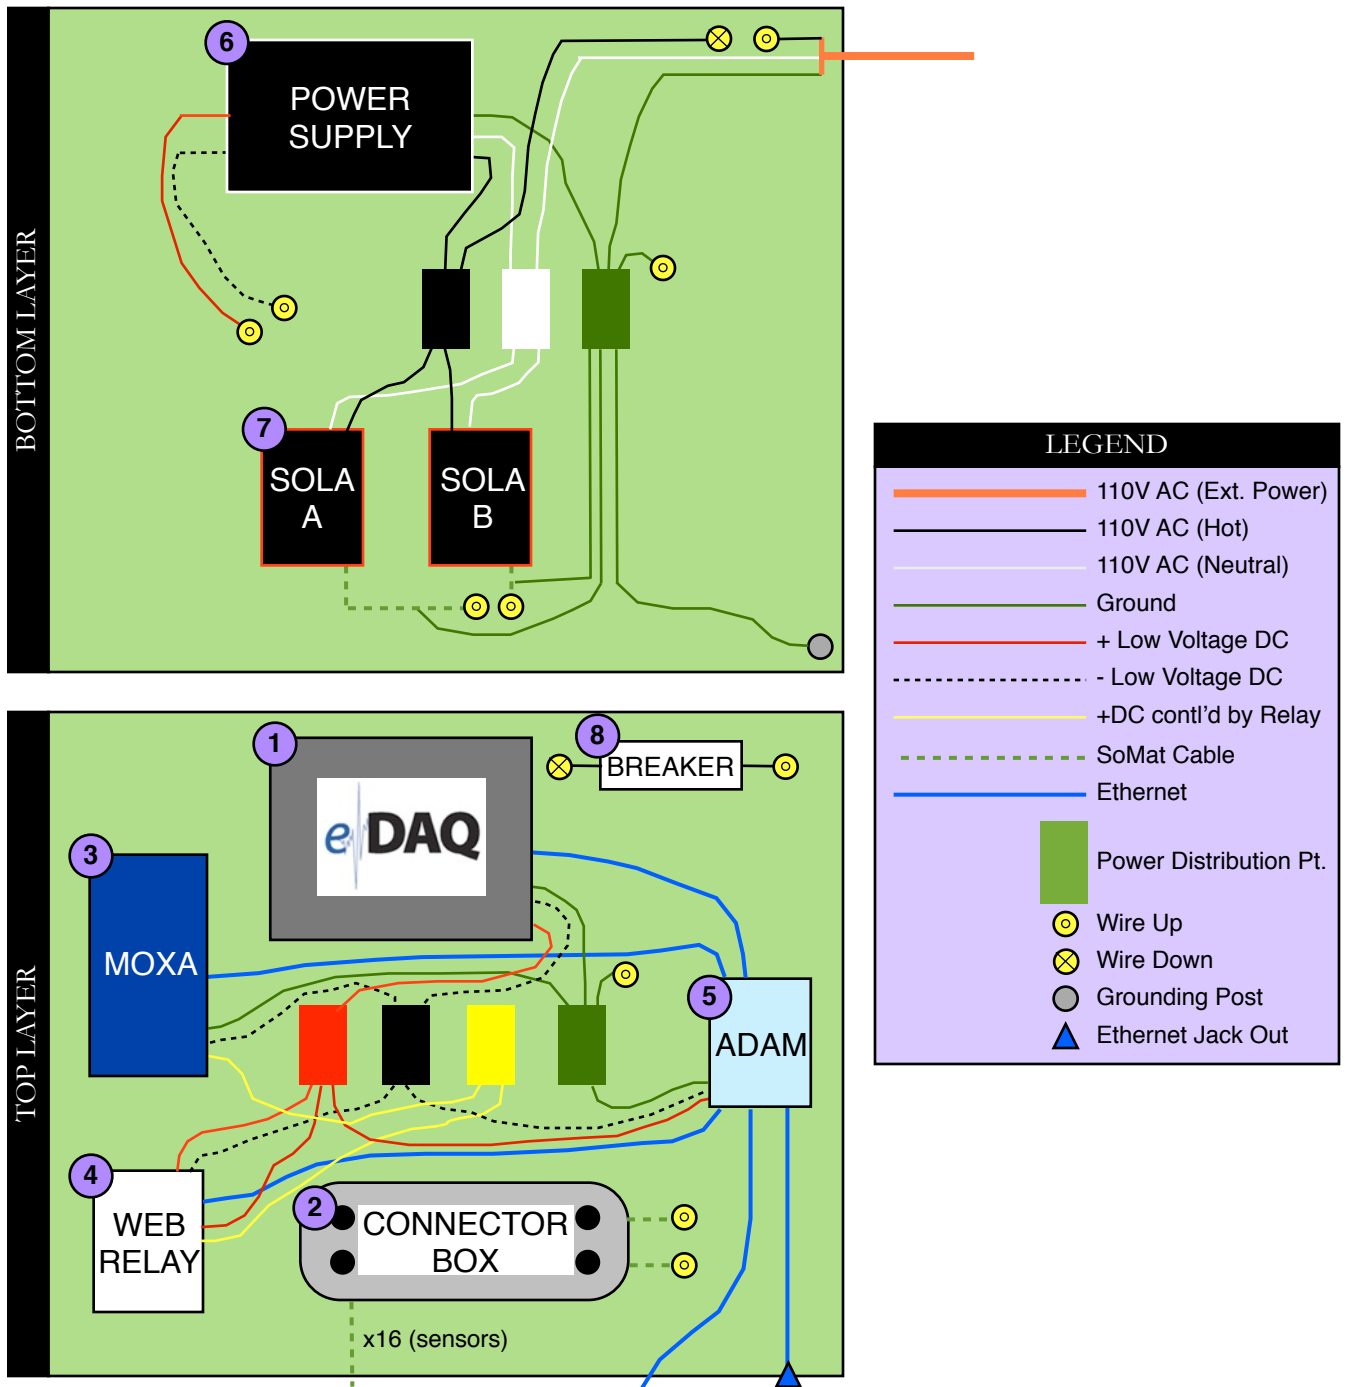 BOTTOM LAYER
6
POWER
SUPPLY
7
SOLA
A
SOLA
B
LEGEND
110V AC (Ext. Power)
110V AC (Hot)
110V AC (Neutral)
Ground
+ Low Voltage DC
- Low Voltage DC
+DC contl'd by Relay
SoMat Cable
Ethernet
Power Distribution Pt.
Wire Up
Wire Down
Grounding Post
Ethernet Jack Out
TOP LAYER
1
eDAQ
8
BREAKER
3
MOXA
5
ADAM
4
WEB
RELAY
2
CONNECTOR
BOX
x16 (sensors)